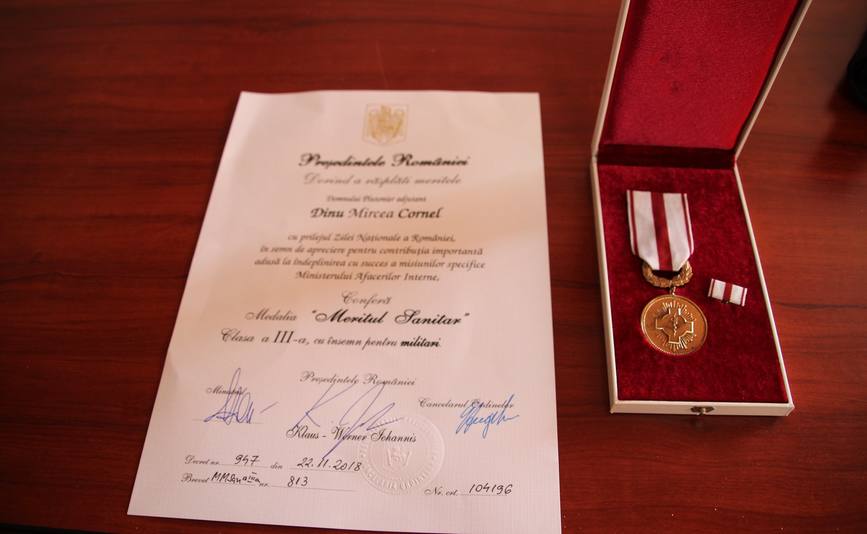 Președintele României
Dorind a răsplăti meritele
Domnului Plutonier adjutant
Dinu Mircea Cornel
cu prilejul Zilei Naționale a României,
în semn de apreciere pentru contribuția importantă
adusă la îndeplinirea cu succes a misiunilor specifice
Ministerului Afacerilor Interne,
Conferă
Medalia "Meritul Sanitar"
Clasa a III-a, cu însemn pentru militari.
Președintele României
Ministru
Cancelarul Ordinelor
Klaus - Werner Iohannis
Decret nr. 947 din 22.11.2018
Brevet nr. 813
Nr. crt. 104196